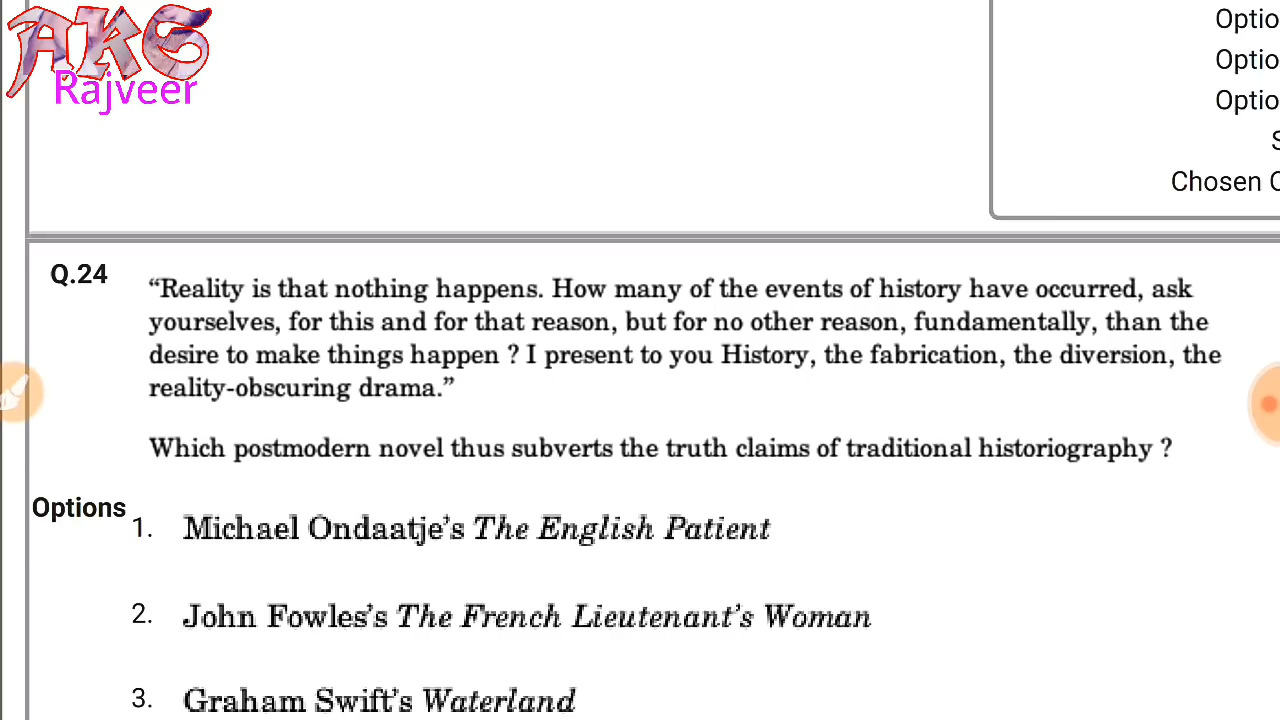 AKS
Rajveer
Optio
Optio
Optio
S
Chosen O
Q.24
“Reality is that nothing happens. How many of the events of history have occurred, ask
yourselves, for this and for that reason, but for no other reason, fundamentally, than the
desire to make things happen ? I present to you History, the fabrication, the diversion, the
reality-obscuring drama.”
Which postmodern novel thus subverts the truth claims of traditional historiography ?
Options
1. Michael Ondaatje’s The English Patient
2. John Fowles’s The French Lieutenant’s Woman
3. Graham Swift’s Waterland